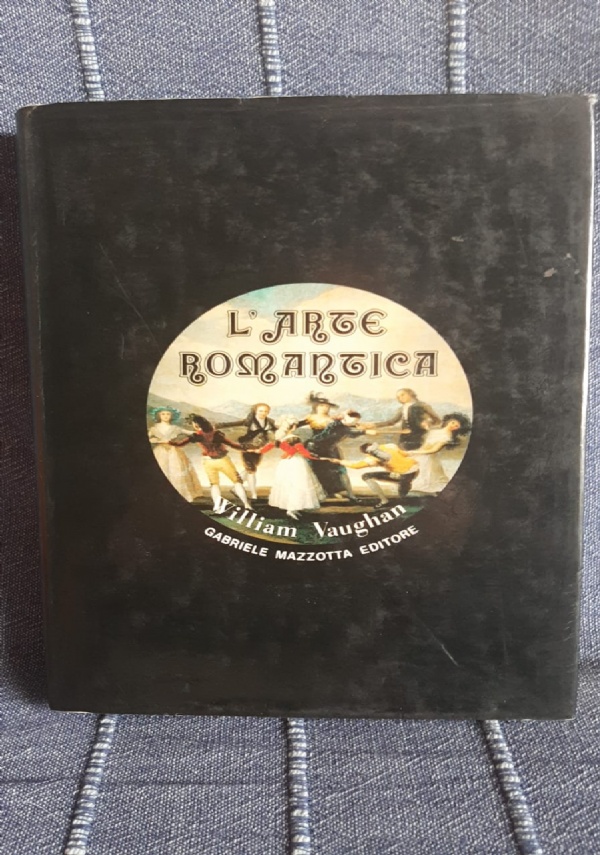 L'ARTE
ROMANTICA
William Vaughan
GABRIELE MAZZOTTA EDITORE